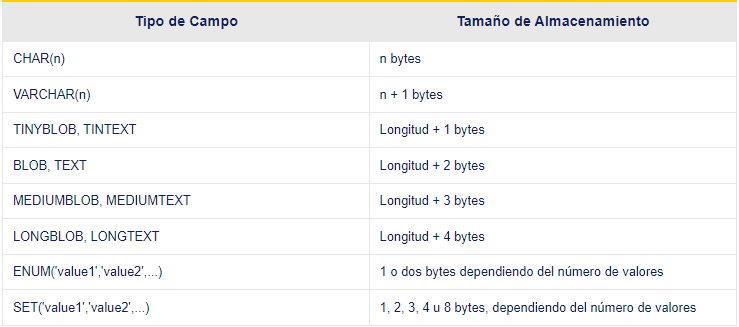 Tipo de Campo Tamaño de Almacenamiento
CHAR(n) n bytes
VARCHAR(n) n + 1 bytes
TINYBLOB, TINTEXT Longitud + 1 bytes
BLOB, TEXT Longitud + 2 bytes
MEDIUMBLOB, MEDIUMTEXT Longitud + 3 bytes
LONGBLOB, LONGTEXT Longitud + 4 bytes
ENUM('value1','value2',...) 1 o dos bytes dependiendo del número de valores
SET('value1','value2',...) 1, 2, 3, 4 u 8 bytes, dependiendo del número de valores